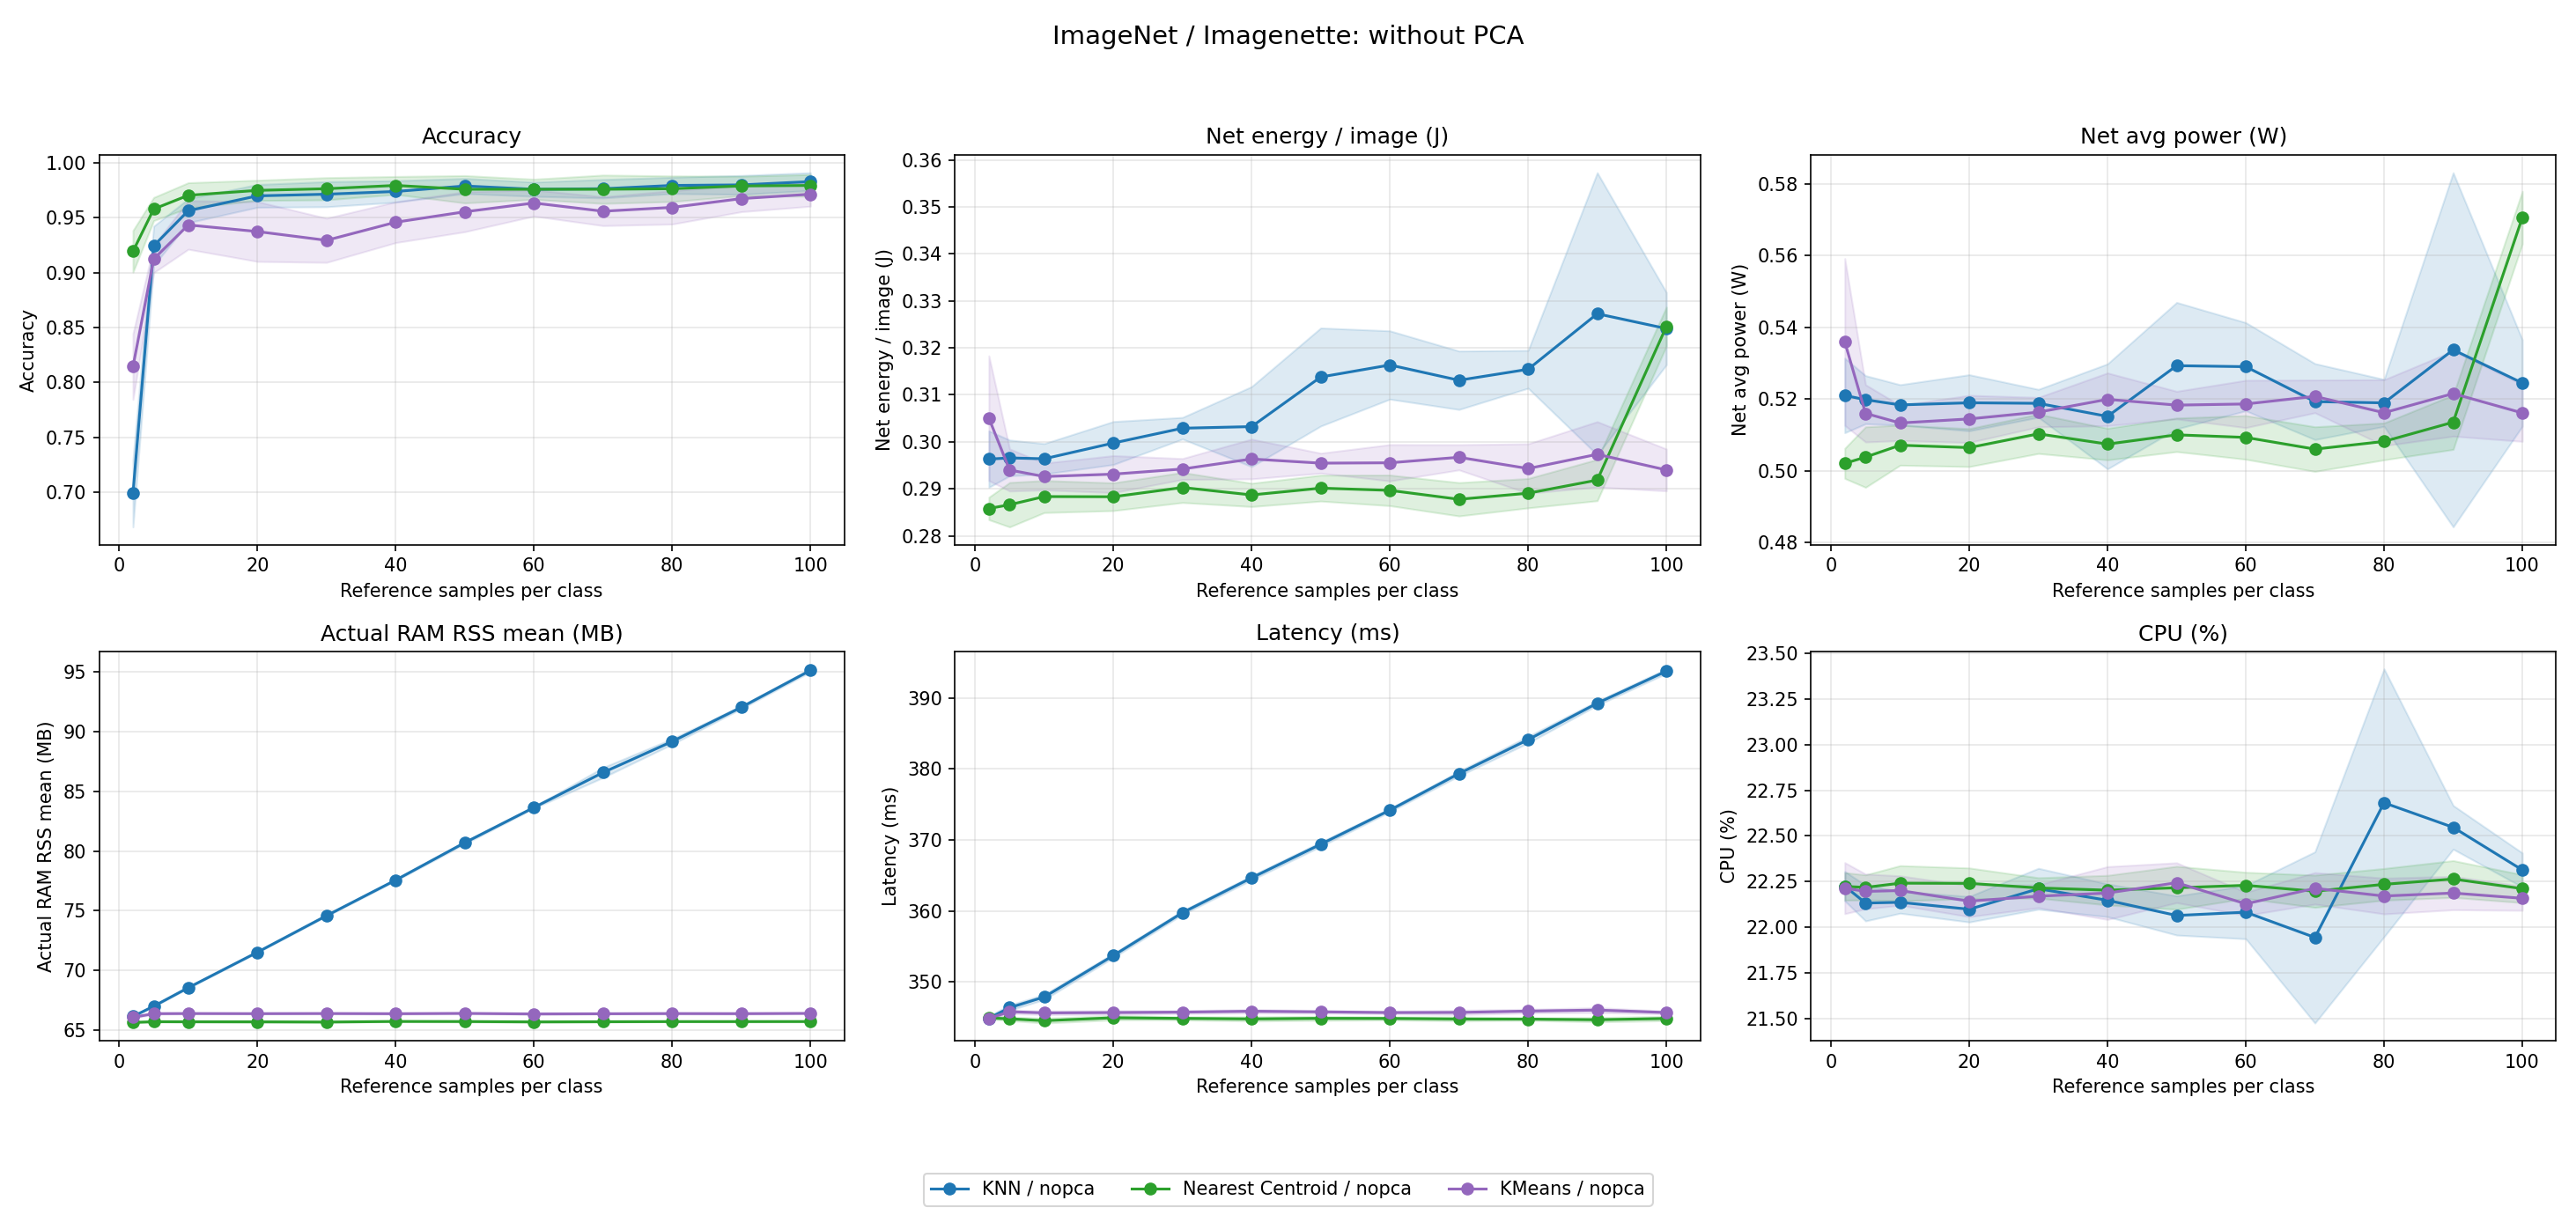 ImageNet / Imagenette: without PCA
Accuracy
Accuracy
1.00
0.95
0.90
0.85
0.80
0.75
0.70
0 20 40 60 80 100
Reference samples per class
Net energy / image (J)
Net energy / image (J)
0.36
0.35
0.34
0.33
0.32
0.31
0.30
0.29
0.28
0 20 40 60 80 100
Reference samples per class
Net avg power (W)
Net avg power (W)
0.58
0.56
0.54
0.52
0.50
0.48
0 20 40 60 80 100
Reference samples per class
Actual RAM RSS mean (MB)
Actual RAM RSS mean (MB)
95
90
85
80
75
70
65
0 20 40 60 80 100
Reference samples per class
Latency (ms)
Latency (ms)
390
380
370
360
350
0 20 40 60 80 100
Reference samples per class
CPU (%)
CPU (%)
23.50
23.25
23.00
22.75
22.50
22.25
22.00
21.75
21.50
0 20 40 60 80 100
Reference samples per class
KNN / nopca Nearest Centroid / nopca KMeans / nopca